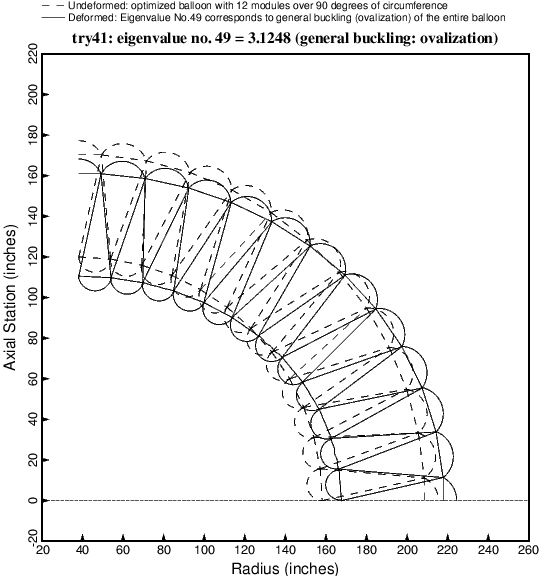 Undeformed: optimized balloon with 12 modules over 90 degrees of circumference
Deformed: Eigenvalue No.49 corresponds to general buckling (ovalization) of the entire balloon
try41: eigenvalue no. 49 = 3.1248 (general buckling: ovalization)
220
200
180
160
140
120
100
80
60
40
20
0
-20
Axial Station (inches)
20 40 60 80 100 120 140 160 180 200 220 240 260
Radius (inches)